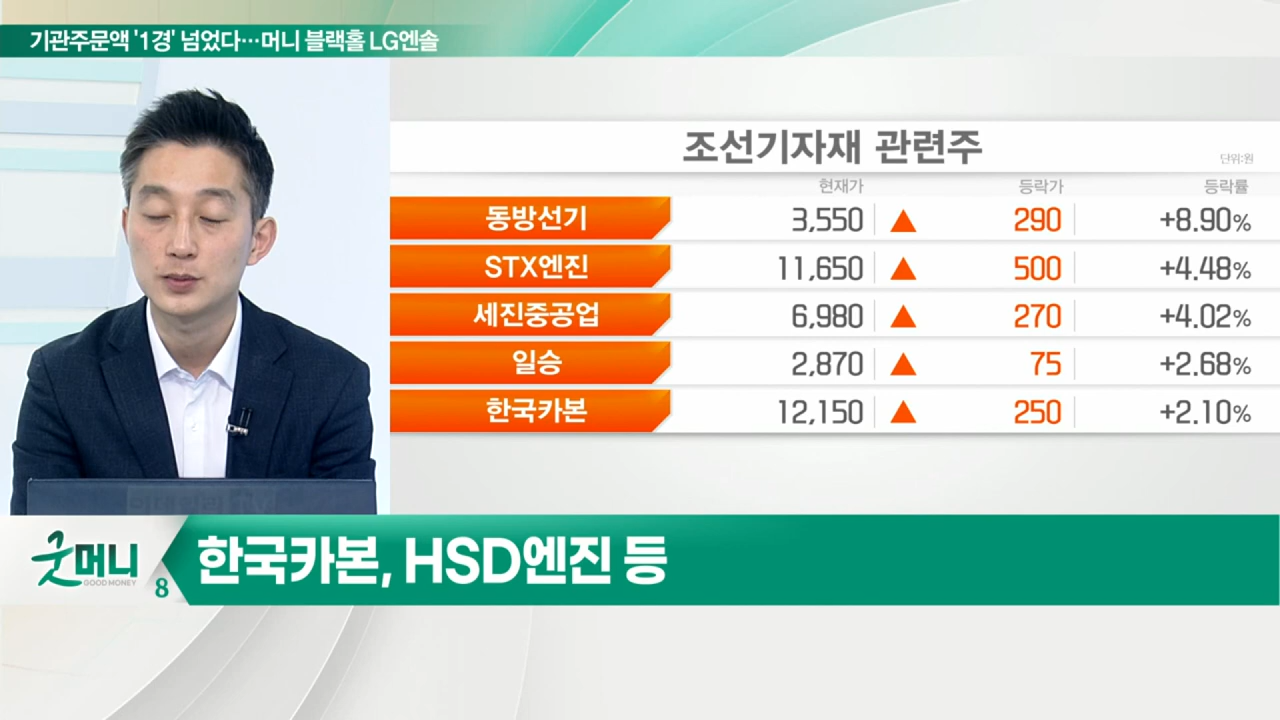 기관주문액 '1경' 넘었다…머니 블랙홀 LG엔솔
조선기자재 관련주
단위:원
현재가 등락가 등락률
동방선기 3,550 ▲ 290 +8.90%
STX엔진 11,650 ▲ 500 +4.48%
세진중공업 6,980 ▲ 270 +4.02%
일승 2,870 ▲ 75 +2.68%
한국카본 12,150 ▲ 250 +2.10%
굿머니
GOOD MONEY
8
한국카본, HSD엔진 등